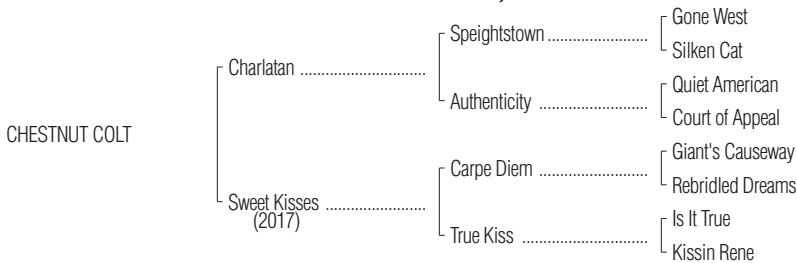 Gone West
Speightstown
Silken Cat
Charlatan
Quiet American
Authenticity
Court of Appeal
CHESTNUT COLT
Giant's Causeway
Carpe Diem
Rebridled Dreams
Sweet Kisses
(2017)
Is It True
True Kiss
Kissin Rene